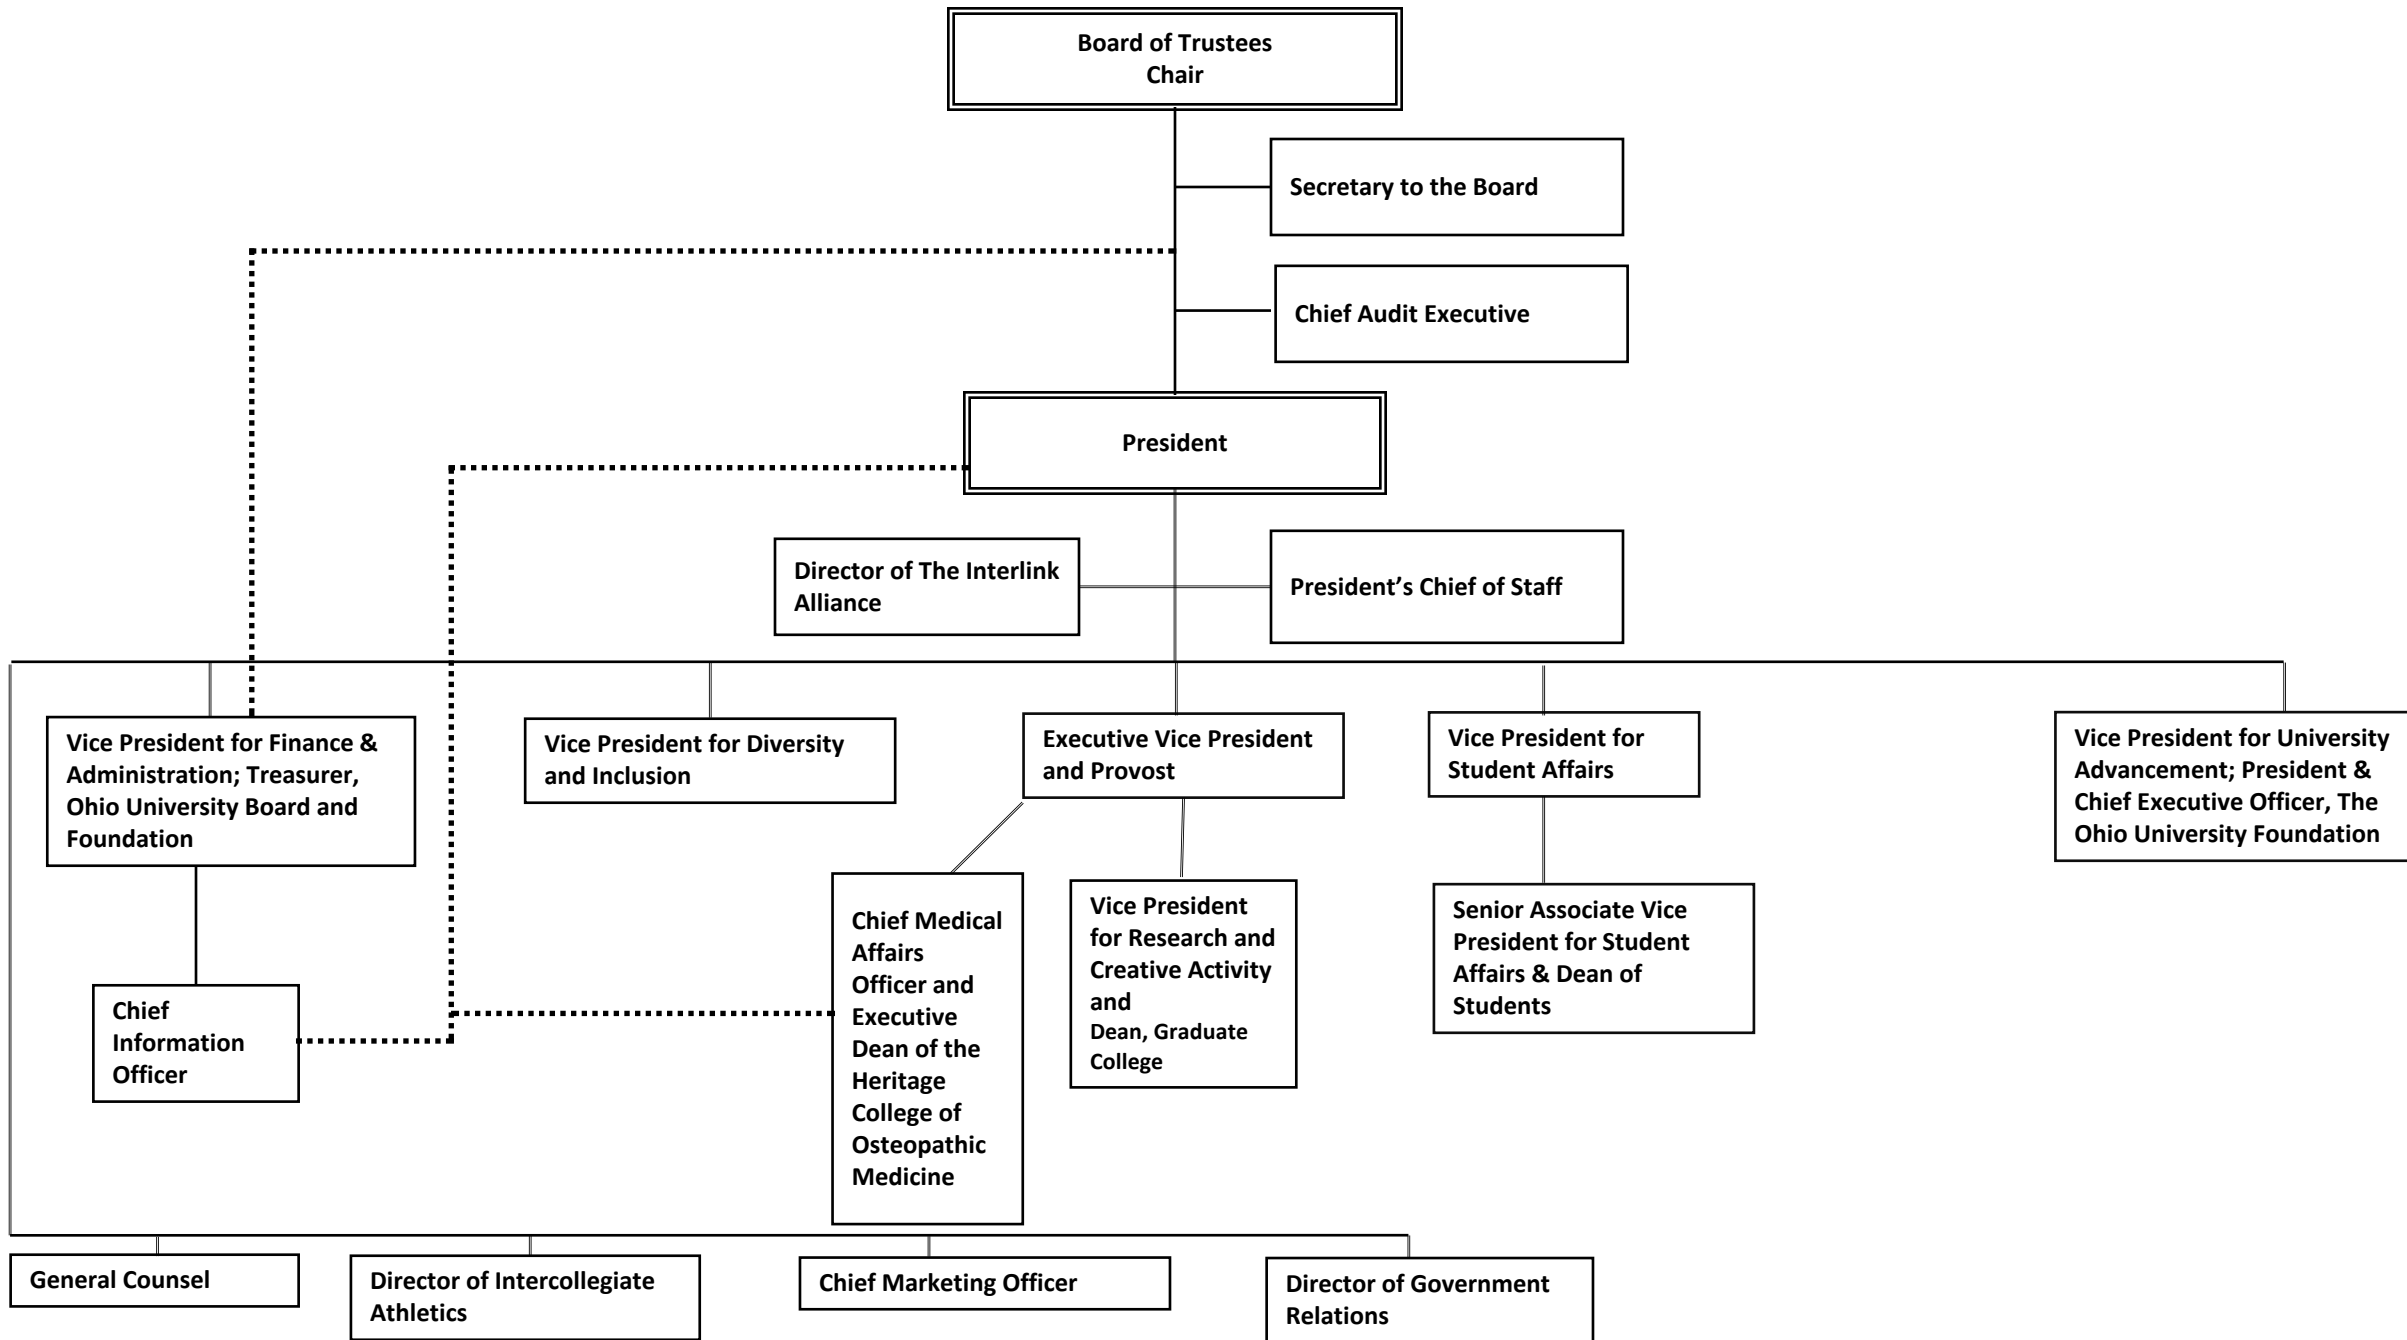 Board of Trustees
Chair
Secretary to the Board
Chief Audit Executive
President
Director of The Interlink
Alliance
President’s Chief of Staff
Vice President for Finance &
Administration; Treasurer,
Ohio University Board and
Foundation
Vice President for Diversity
and Inclusion
Executive Vice President
and Provost
Vice President for
Student Affairs
Vice President for University
Advancement; President &
Chief Executive Officer, The
Ohio University Foundation
Chief
Information
Officer
Chief Medical
Affairs
Officer and
Executive
Dean of the
Heritage
College of
Osteopathic
Medicine
Vice President
for Research and
Creative Activity
and
Dean, Graduate
College
Senior Associate Vice
President for Student
Affairs & Dean of
Students
General Counsel
Director of Intercollegiate
Athletics
Chief Marketing Officer
Director of Government
Relations